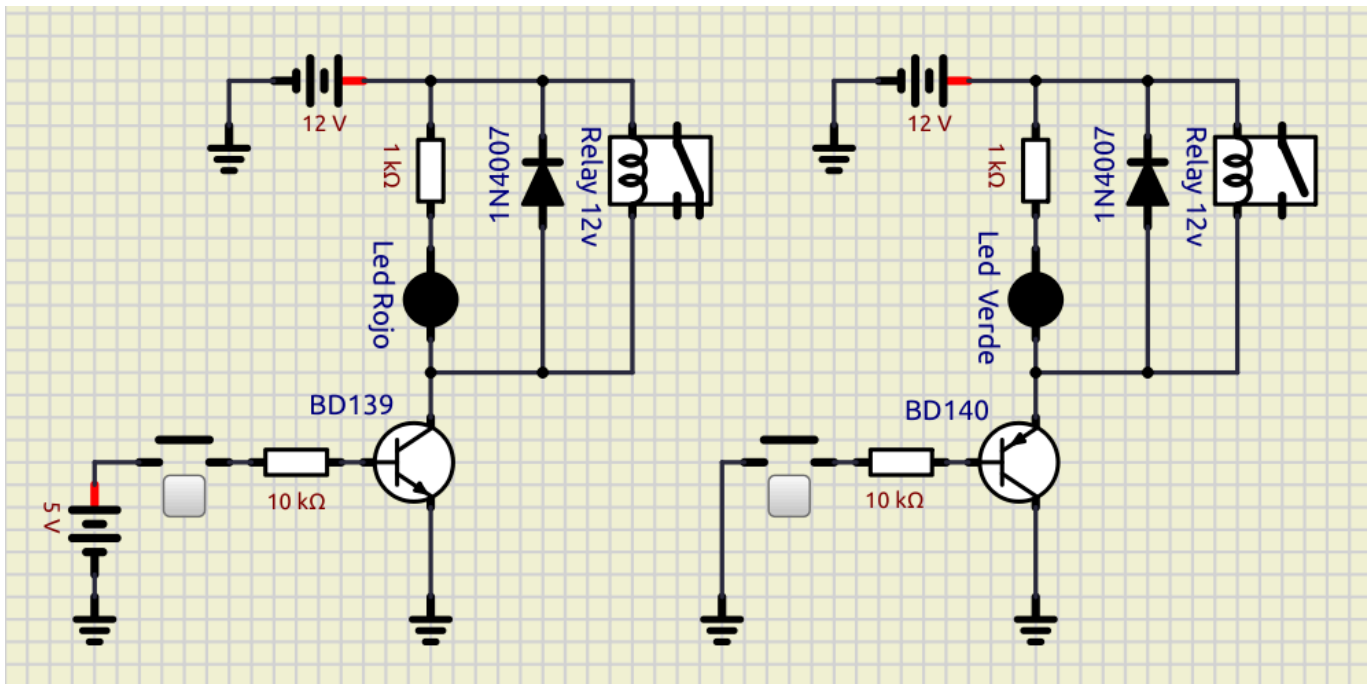 12 V
1 kΩ
1N4007
Relay 12v
Led Rojo
BD139
10 kΩ
5 V
12 V
1 kΩ
1N4007
Relay 12v
Led Verde
BD140
10 kΩ